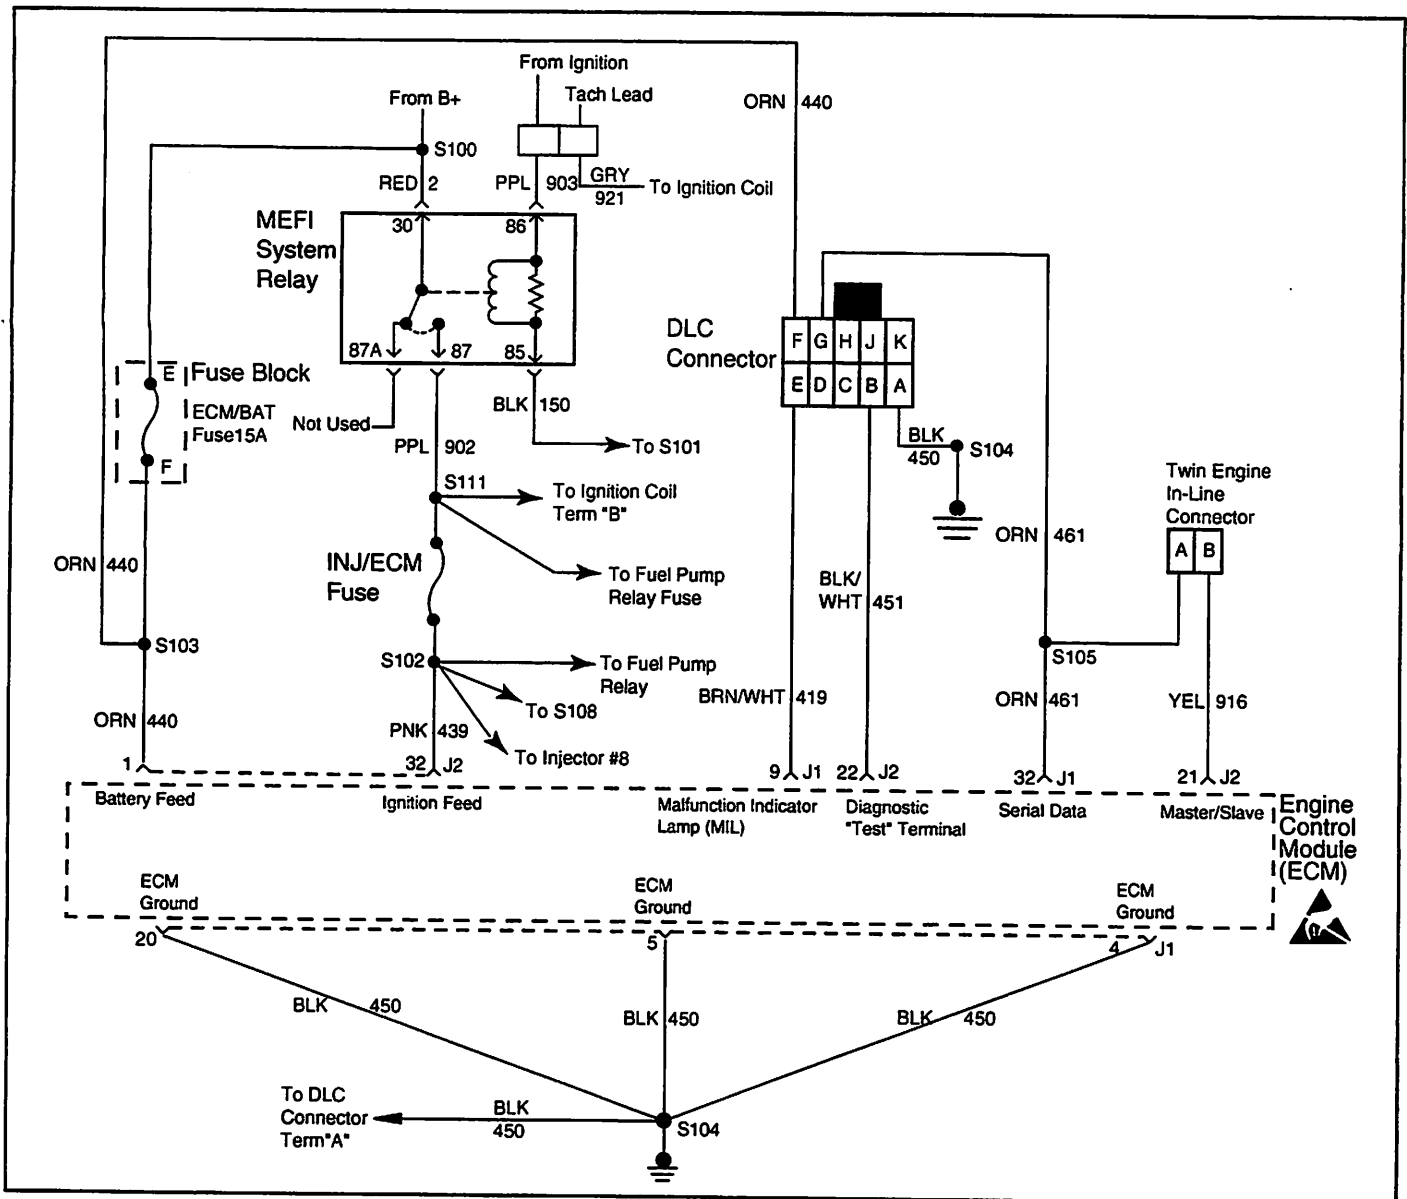 From Ignition
Tach Lead
From B+
ORN 440
S100
RED 2
PPL 903
GRY
921
To Ignition Coil
MEFI
System
Relay
30
86
87A
87
85
DLC
Connector
F G H J K
E D C B A
E
Fuse Block
ECM/BAT
Fuse15A
F
Not Used
BLK 150
To S101
PPL 902
BLK
450
S104
S111
To Ignition Coil
Term "B"
Twin Engine
In-Line
Connector
A B
ORN 461
ORN 440
INJ/ECM
Fuse
To Fuel Pump
Relay Fuse
BLK/
WHT 451
S103
S102
To Fuel Pump
Relay
S105
To S108
BRN/WHT 419
ORN 461
YEL 916
ORN 440
PNK 439
To Injector #8
1
32 J2
9 J1
22 J2
32 J1
21 J2
Battery Feed
Ignition Feed
Malfunction Indicator
Lamp (MIL)
Diagnostic
"Test" Terminal
Serial Data
Master/Slave
Engine
Control
Module
(ECM)
ECM
Ground
ECM
Ground
ECM
Ground
20
5
4 J1
BLK 450
BLK 450
BLK 450
To DLC
Connector
Term"A"
BLK
450
S104